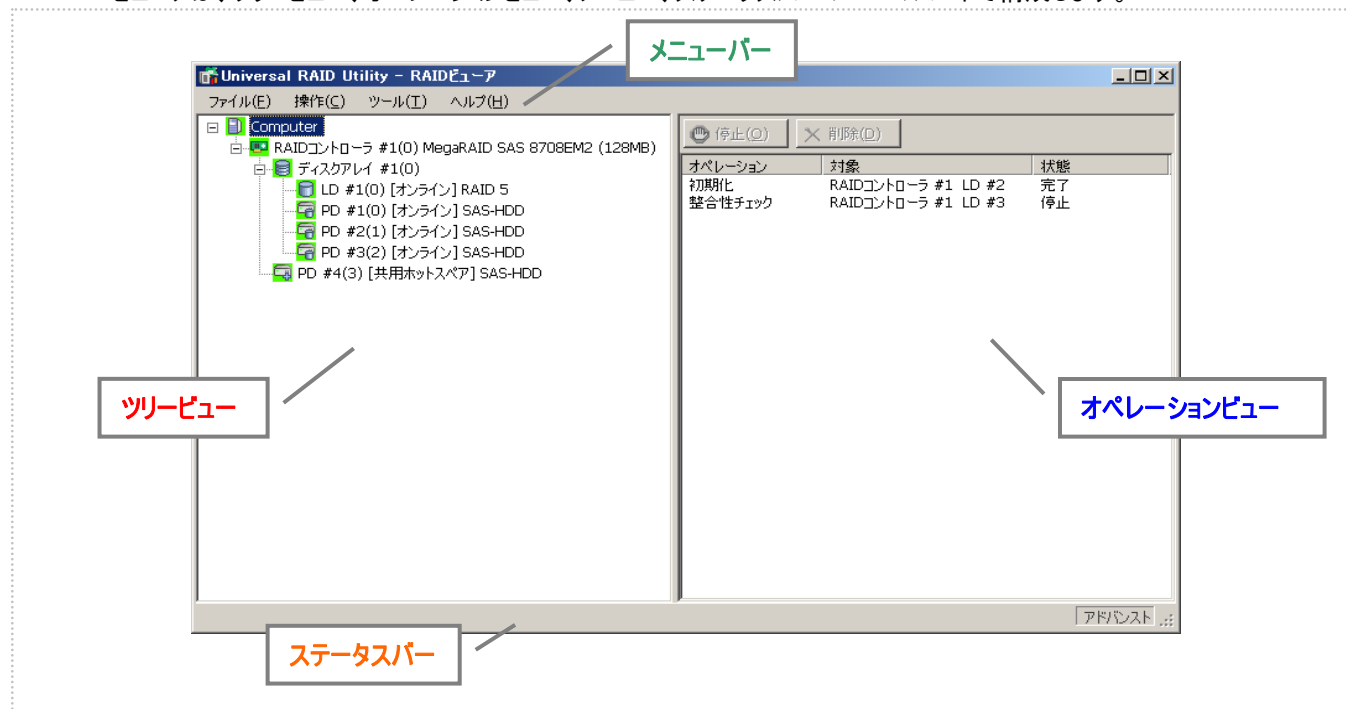 メニューバー
Universal RAID Utility - RAIDビューア
ファイル(F) 操作(C) ツール(T) ヘルプ(H)
Computer
RAIDコントローラ #1(0) MegaRAID SAS 8708EM2 (128MB)
ディスクアレイ #1(0)
LD #1(0) [オンライン] RAID 5
PD #1(0) [オンライン] SAS-HDD
PD #2(1) [オンライン] SAS-HDD
PD #3(2) [オンライン] SAS-HDD
PD #4(3) [共用ホットスペア] SAS-HDD
停止(O) 削除(D)
オペレーション 対象 状態
初期化 RAIDコントローラ #1 LD #2 完了
整合性チェック RAIDコントローラ #1 LD #3 停止
ツリービュー
オペレーションビュー
アドバンスト
ステータスバー